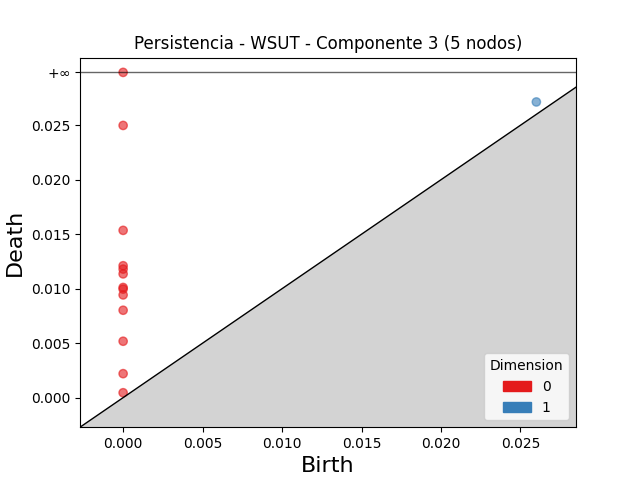 Persistencia - WSUT - Componente 3 (5 nodos)
+∞
0.025
0.020
0.015
0.010
0.005
0.000
Death
0.000 0.005 0.010 0.015 0.020 0.025
Birth
Dimension
0
1